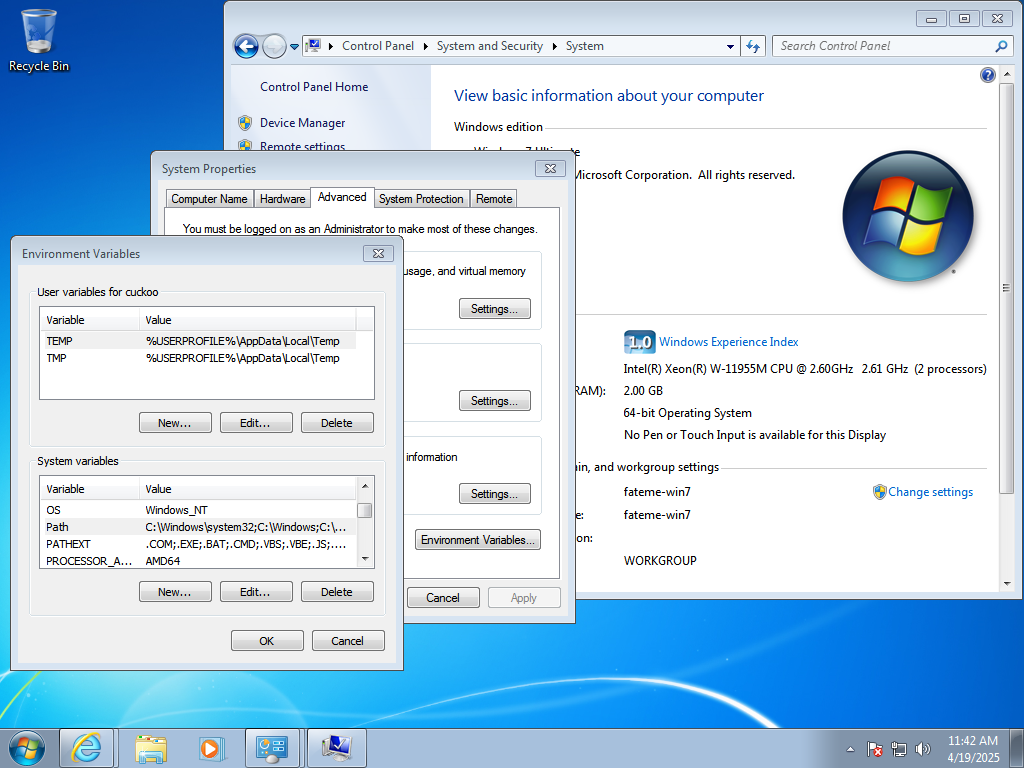 Recycle Bin
Control Panel
System and Security
System
Search Control Panel
Control Panel Home
Device Manager
Remote settings
View basic information about your computer
Windows edition
Windows 7 Ultimate
Microsoft Corporation. All rights reserved.
1.0
Windows Experience Index
Intel(R) Xeon(R) W-11955M CPU @ 2.60GHz 2.61 GHz (2 processors)
RAM): 2.00 GB
64-bit Operating System
No Pen or Touch Input is available for this Display
and workgroup settings
fateme-win7
Change settings
fateme-win7
WORKGROUP
System Properties
Computer Name
Hardware
Advanced
System Protection
Remote
You must be logged on as an Administrator to make most of these changes.
usage, and virtual memory
Settings...
Settings...
information
Settings...
Environment Variables...
Cancel
Apply
Environment Variables
User variables for cuckoo
Variable Value
TEMP %USERPROFILE%\AppData\Local\Temp
TMP %USERPROFILE%\AppData\Local\Temp
New... Edit... Delete
System variables
Variable Value
OS Windows_NT
Path C:\Windows\system32;C:\Windows;C:\...
PATHEXT .COM;.EXE;.BAT;.CMD;.VBS;.VBE;.JS;....
PROCESSOR_A... AMD64
New... Edit... Delete
OK Cancel
11:42 AM
4/19/2025